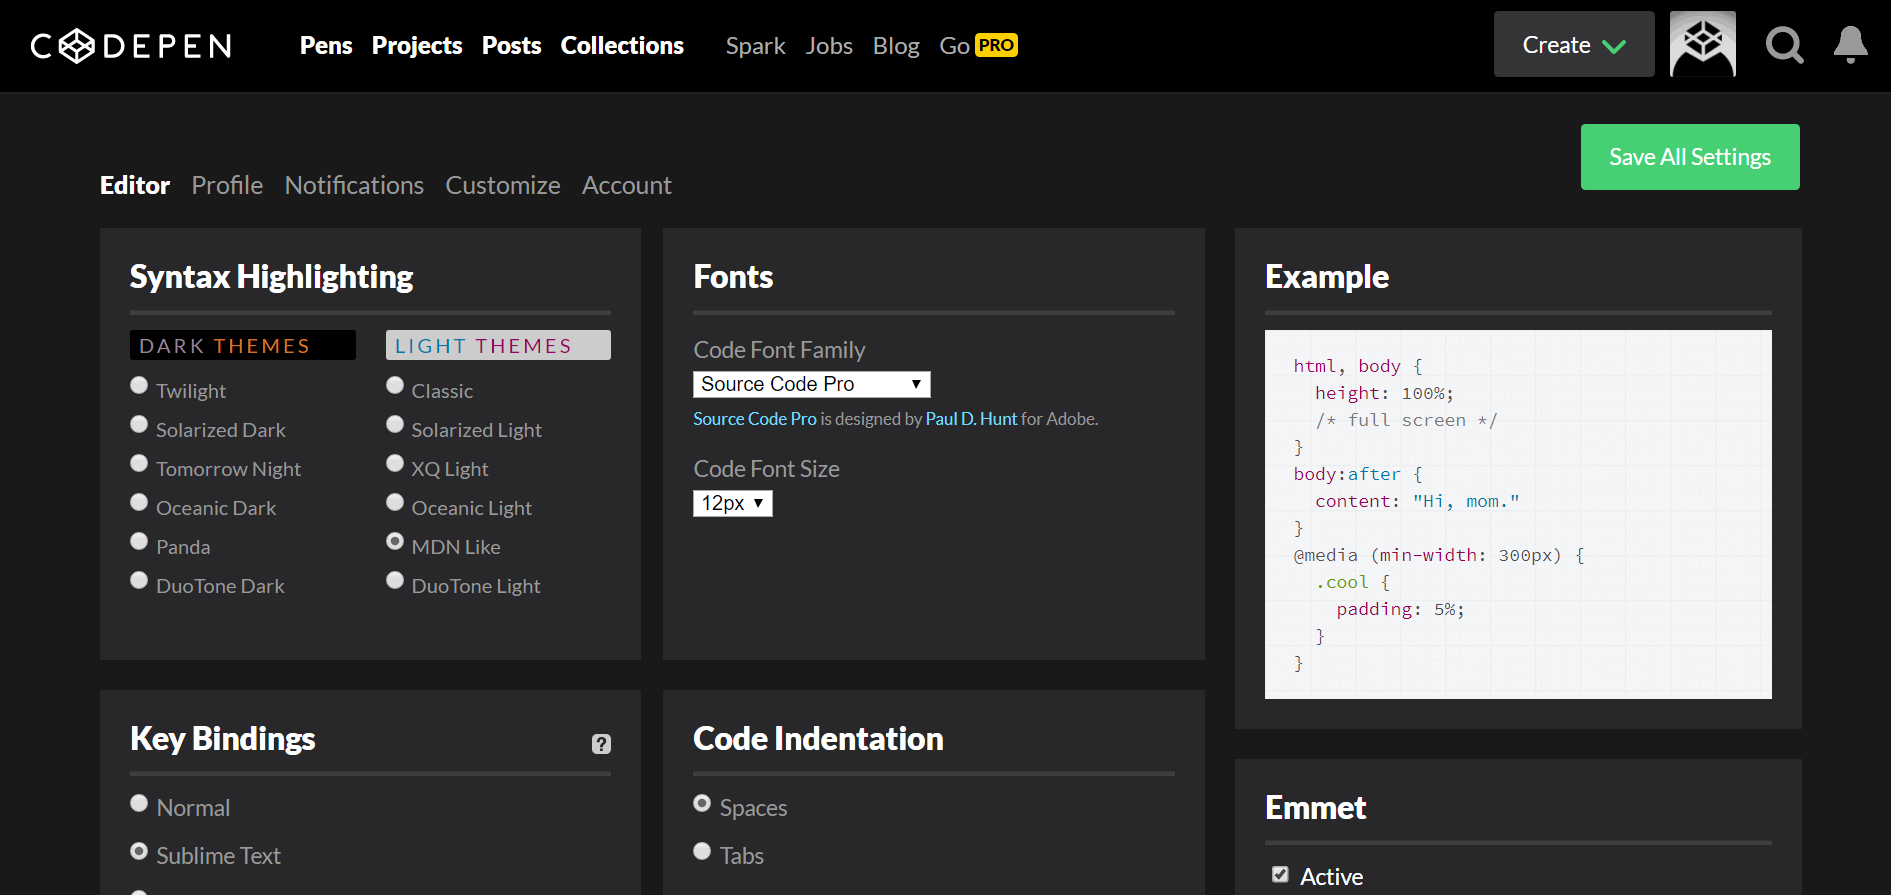 CODEPEN
Pens Projects Posts Collections Spark Jobs Blog Go PRO
Create
Save All Settings
Editor Profile Notifications Customize Account
Syntax Highlighting
DARK THEMES
Twilight
Solarized Dark
Tomorrow Night
Oceanic Dark
Panda
DuoTone Dark
LIGHT THEMES
Classic
Solarized Light
XQ Light
Oceanic Light
MDN Like
DuoTone Light
Fonts
Code Font Family
Source Code Pro
Source Code Pro is designed by Paul D. Hunt for Adobe.
Code Font Size
12px
Example
html, body {
  height: 100%;
  /* full screen */
}
body:after {
  content: "Hi, mom."
}
@media (min-width: 300px) {
  .cool {
    padding: 5%;
  }
}
Key Bindings
?
Normal
Sublime Text
Code Indentation
Spaces
Tabs
Emmet
Active